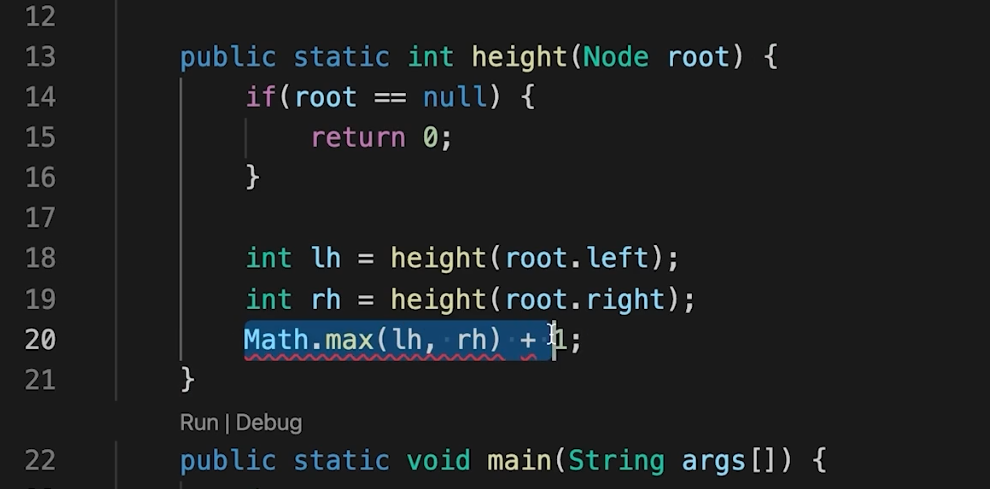 12
13 public static int height(Node root) {
14 if(root == null) {
15 return 0;
16 }
17
18 int lh = height(root.left);
19 int rh = height(root.right);
20 Math.max(lh, rh) + 1;
21 }
Run | Debug
22 public static void main(String args[]) {